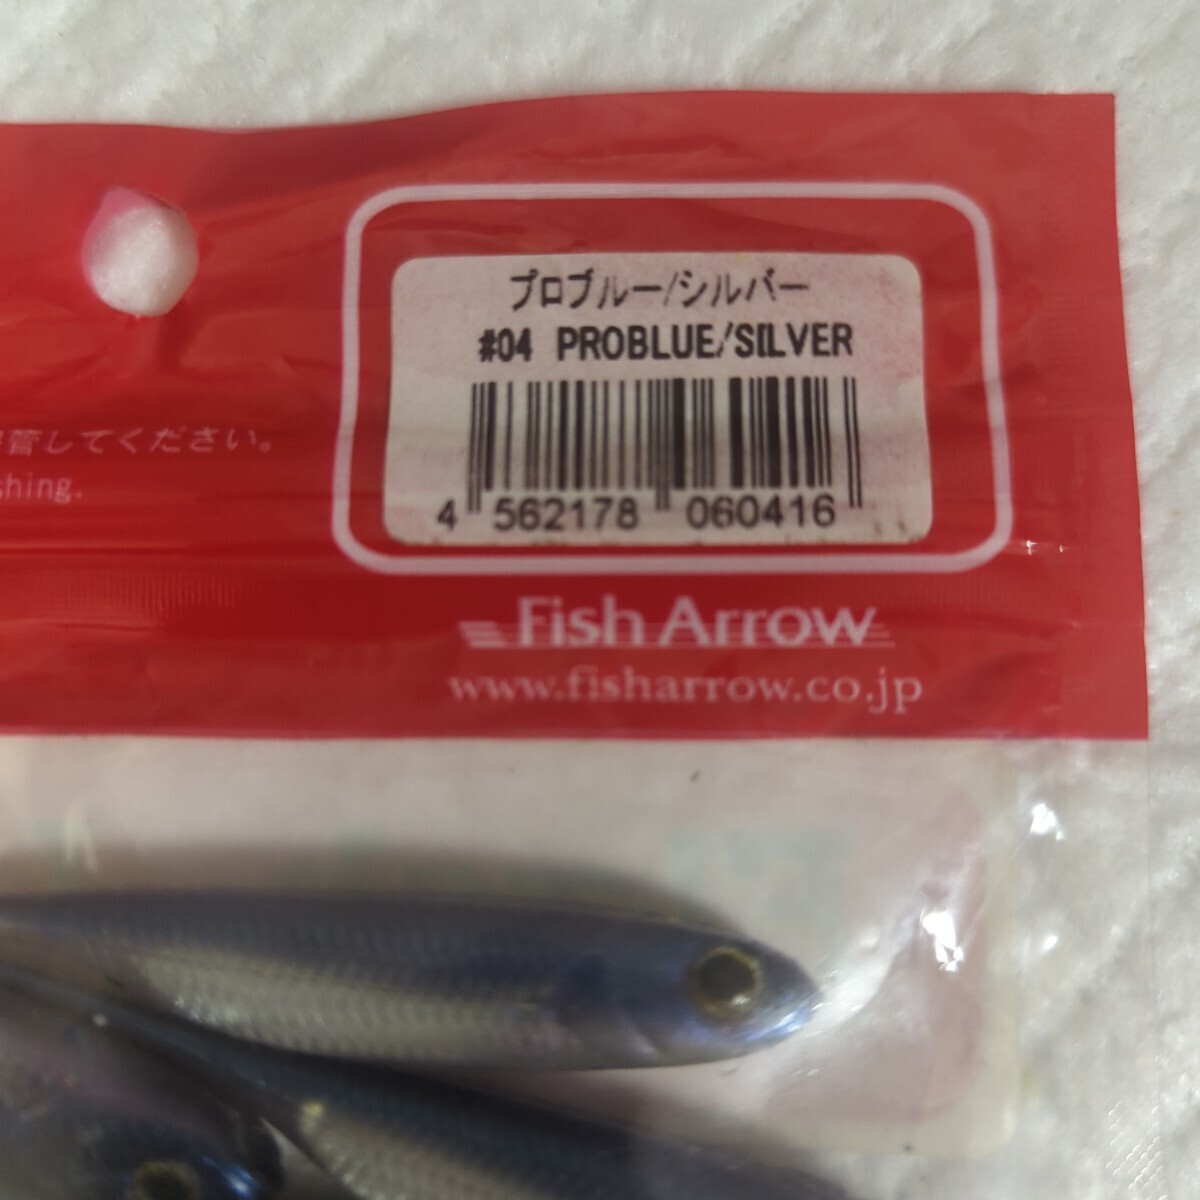 プロブルー/シルバー
#04 PROBLUE/SILVER
4 562178 060416
管してください。
shing.
Fish Arrow
www.fisharrow.co.jp